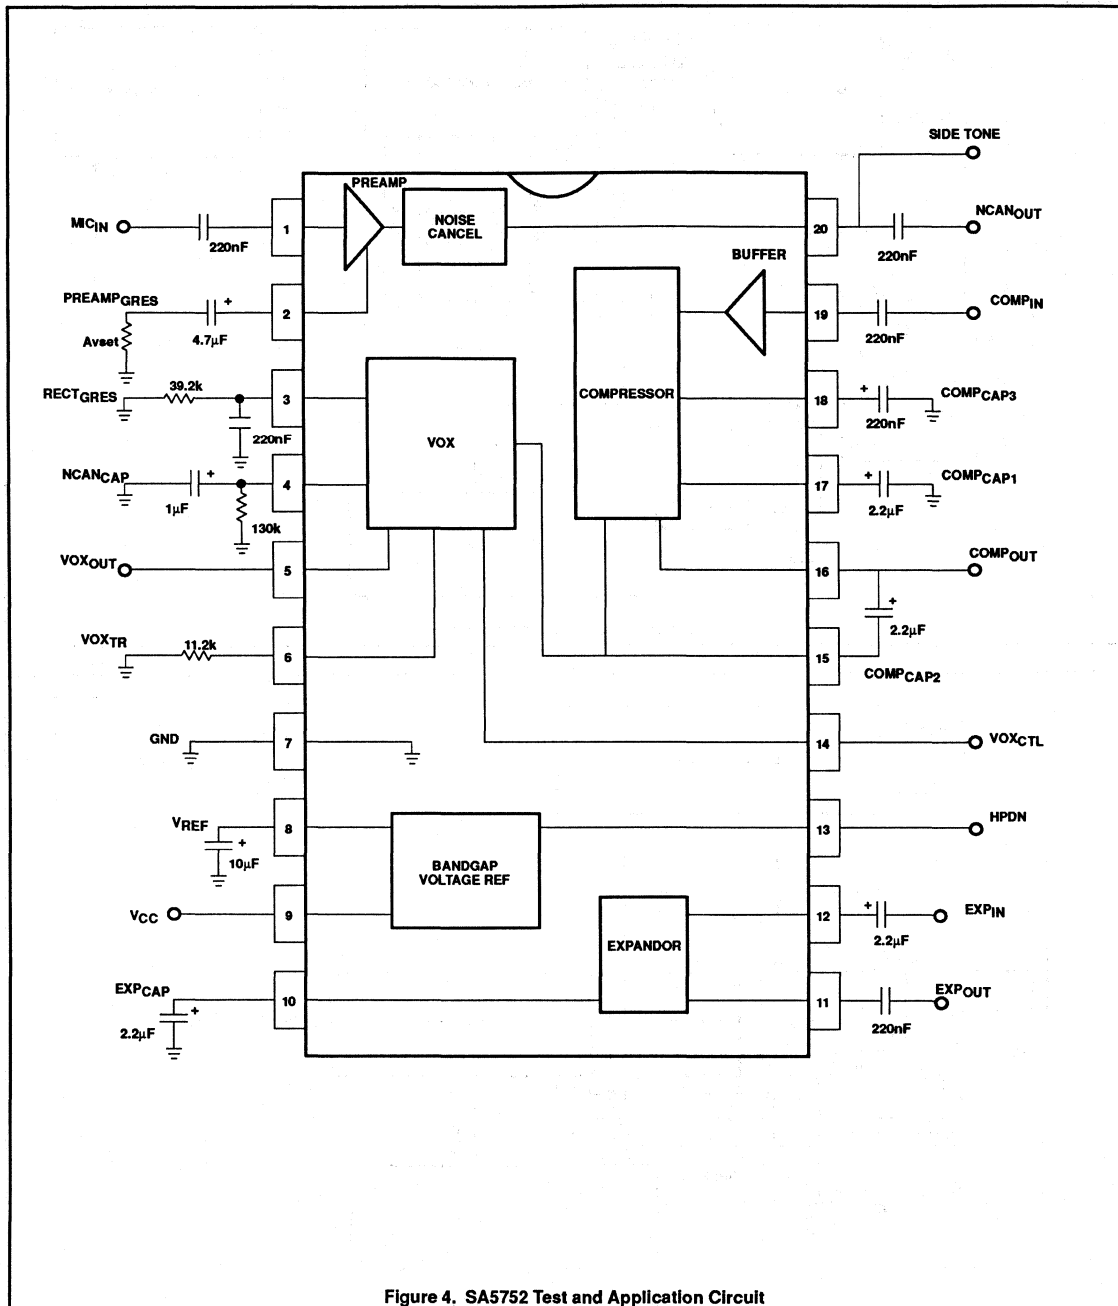 SIDE TONE
PREAMP
MICIN
220nF
1
NOISE
CANCEL
20
NCANOUT
220nF
BUFFER
PREAMPGRES
Avset
4.7µF
+
2
19
COMPIN
220nF
RECTGRES
39.2k
3
220nF
VOX
COMPRESSOR
18
+
220nF
COMPCAP3
NCANCAP
1µF
+
4
130k
17
+
2.2µF
COMPCAP1
VOXOUT
5
16
COMPOUT
+
2.2µF
VOXTR
11.2k
6
15
COMPCAP2
GND
7
14
VOXCTL
VREF
+
10µF
8
BANDGAP
VOLTAGE REF
13
HPDN
VCC
9
12
+
2.2µF
EXPIN
EXPANDOR
EXPCAP
+
2.2µF
10
11
220nF
EXPOUT
Figure 4. SA5752 Test and Application Circuit